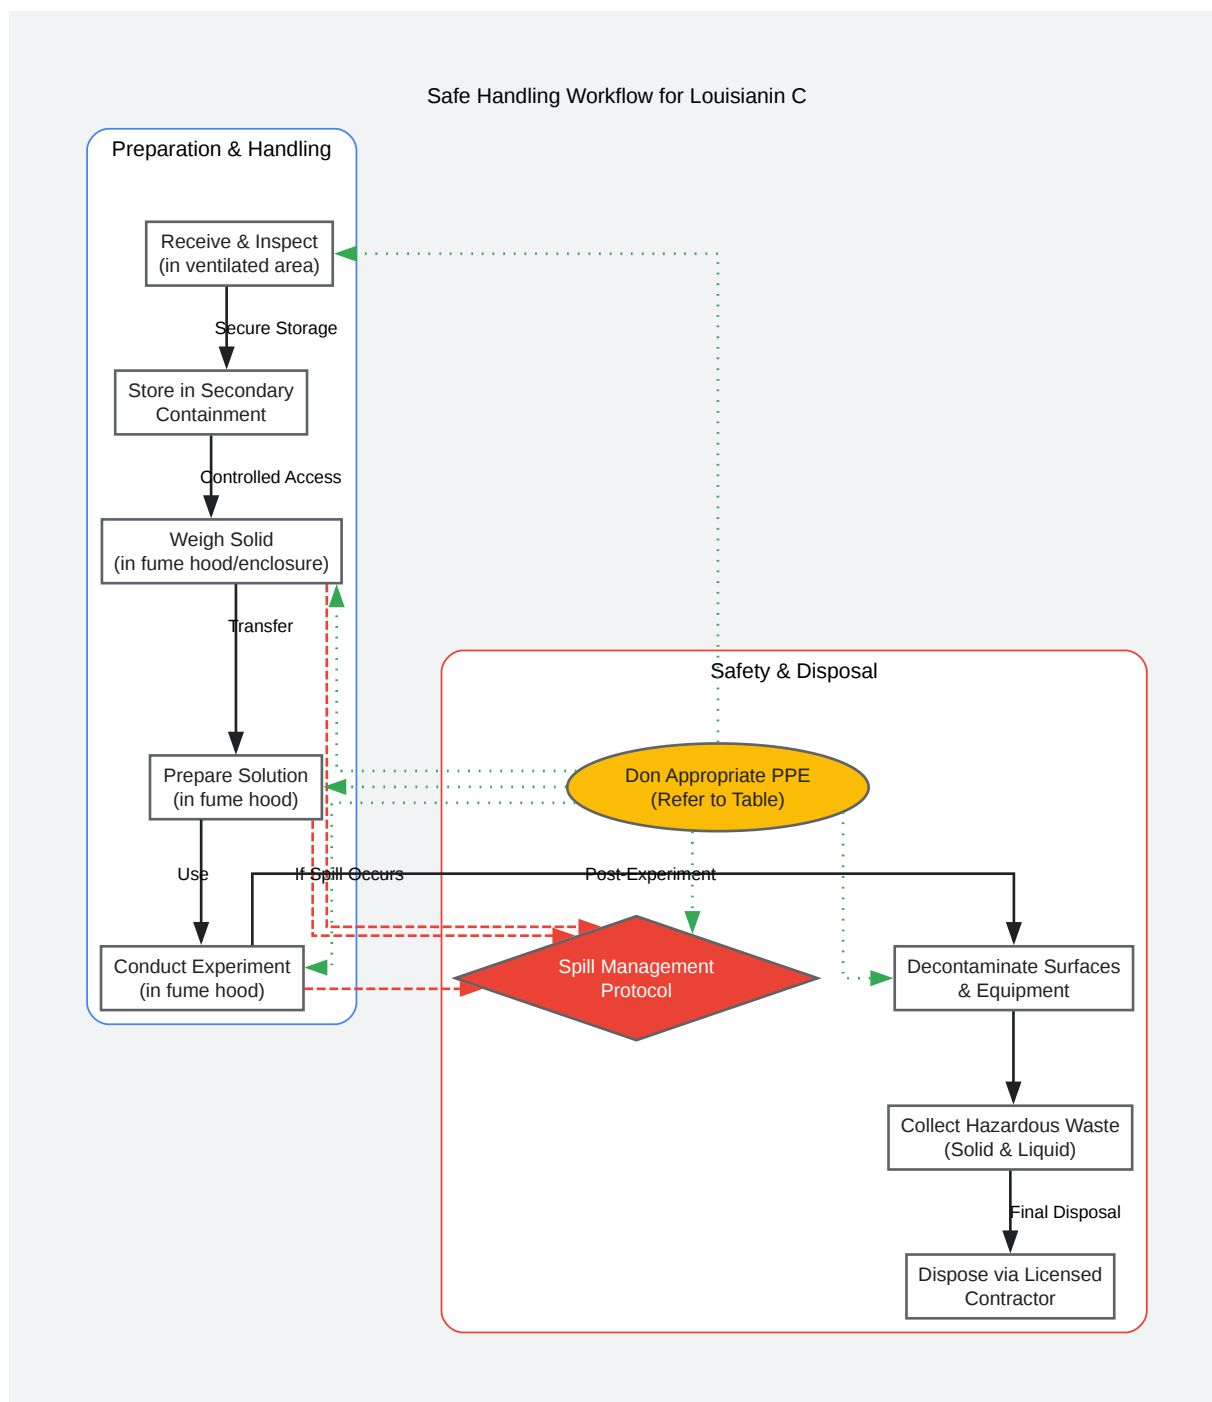 Safe Handling Workflow for Louisianin C
Preparation & Handling
Receive & Inspect
(in ventilated area)
Secure Storage
Store in Secondary
Containment
Controlled Access
Weigh Solid
(in fume hood/enclosure)
Transfer
Prepare Solution
(in fume hood)
Use
If Spill Occurs
Post-Experiment
Conduct Experiment
(in fume hood)
Safety & Disposal
Don Appropriate PPE
(Refer to Table)
Spill Management
Protocol
Decontaminate Surfaces
& Equipment
Collect Hazardous Waste
(Solid & Liquid)
Final Disposal
Dispose via Licensed
Contractor